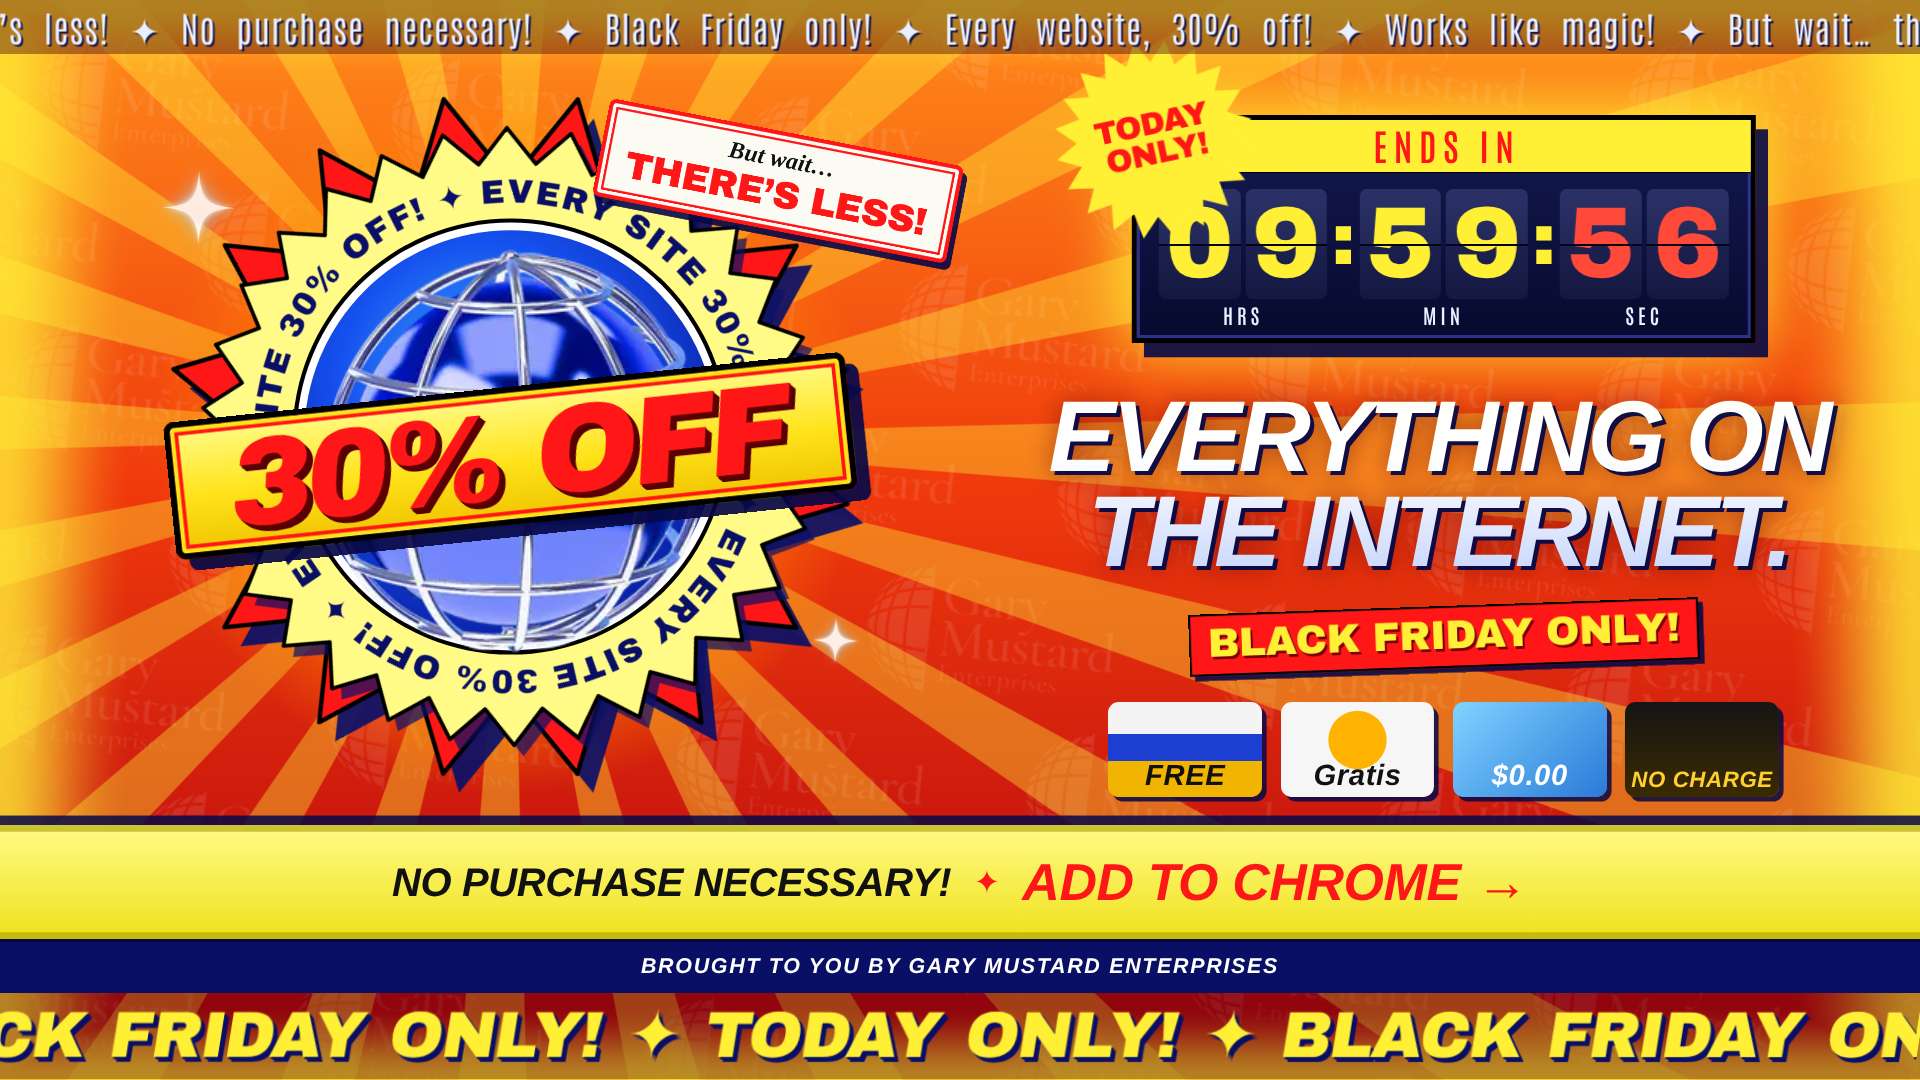 ’s less! ✦ No purchase necessary! ✦ Black Friday only! ✦ Every website, 30% off! ✦ Works like magic! ✦ But wait… th
EVERY SITE 30% OFF! ✦ EVERY SITE 30% OFF! ✦
But wait…
THERE’S LESS!
30% OFF
TODAY
ONLY!
ENDS IN
09:59:56
HRS MIN SEC
EVERYTHING ON
THE INTERNET.
BLACK FRIDAY ONLY!
FREE
Gratis
$0.00
NO CHARGE
NO PURCHASE NECESSARY! ✦ ADD TO CHROME →
BROUGHT TO YOU BY GARY MUSTARD ENTERPRISES
CK FRIDAY ONLY! ✦ TODAY ONLY! ✦ BLACK FRIDAY ON
Gary
Mustard
Enterprises